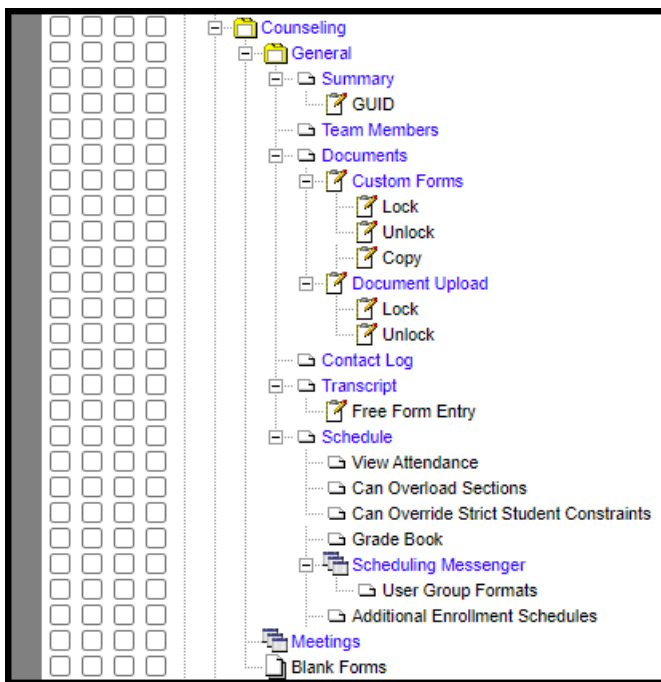 Counseling
General
Summary
GUID
Team Members
Documents
Custom Forms
Lock
Unlock
Copy
Document Upload
Lock
Unlock
Contact Log
Transcript
Free Form Entry
Schedule
View Attendance
Can Overload Sections
Can Override Strict Student Constraints
Grade Book
Scheduling Messenger
User Group Formats
Additional Enrollment Schedules
Meetings
Blank Forms